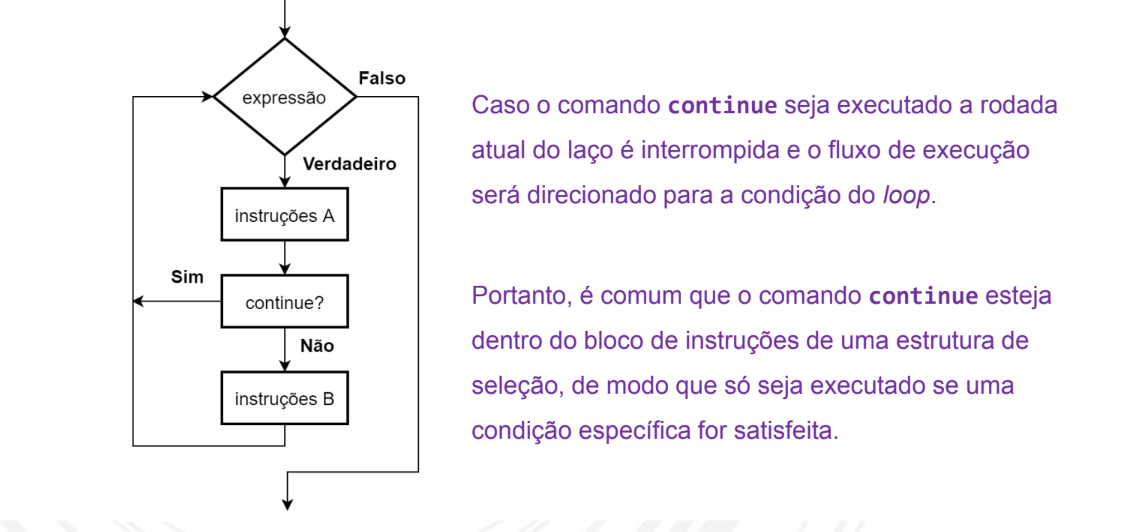 expressão
Falso
Verdadeiro
instruções A
Sim
continue?
Não
instruções B
Caso o comando continue seja executado a rodada
atual do laço é interrompida e o fluxo de execução
será direcionado para a condição do loop.
Portanto, é comum que o comando continue esteja
dentro do bloco de instruções de uma estrutura de
seleção, de modo que só seja executado se uma
condição específica for satisfeita.